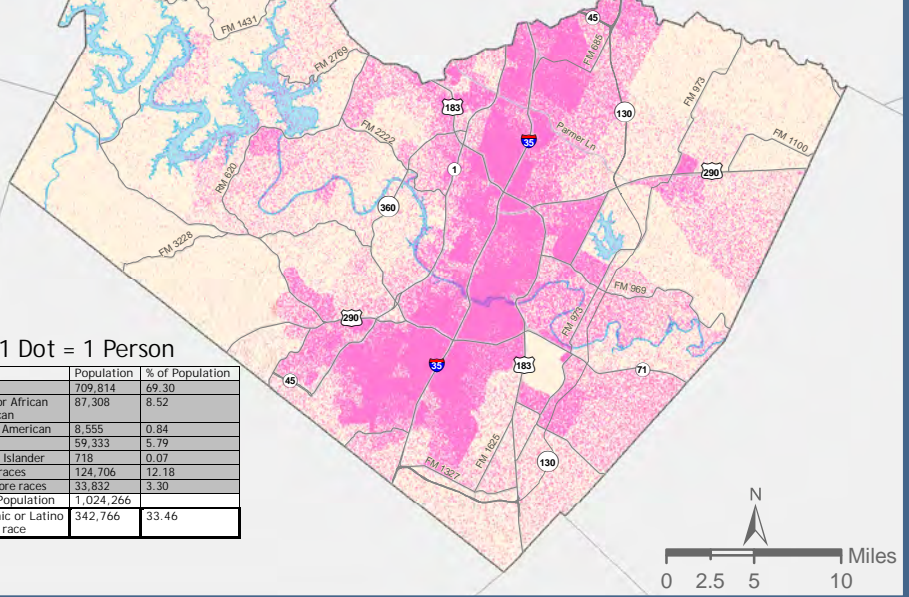 FM 1431
FM 2769
45
FM 685
183
FM 973
130
FM 2222
Parmer Ln
35
FM 1100
1
290
RM 620
360
FM 3228
FM 969
290
FM 973
1 Dot = 1 Person
35
183
71
45
Population % of Population
709,814 69.30
or African 87,308 8.52
can
American 8,555 0.84
59,333 5.79
Islander 718 0.07
races 124,706 12.18
ore races 33,832 3.30
Population 1,024,266
nic or Latino 342,766 33.46
race
FM 1625
FM 1327
130
N
Miles
0 2.5 5 10